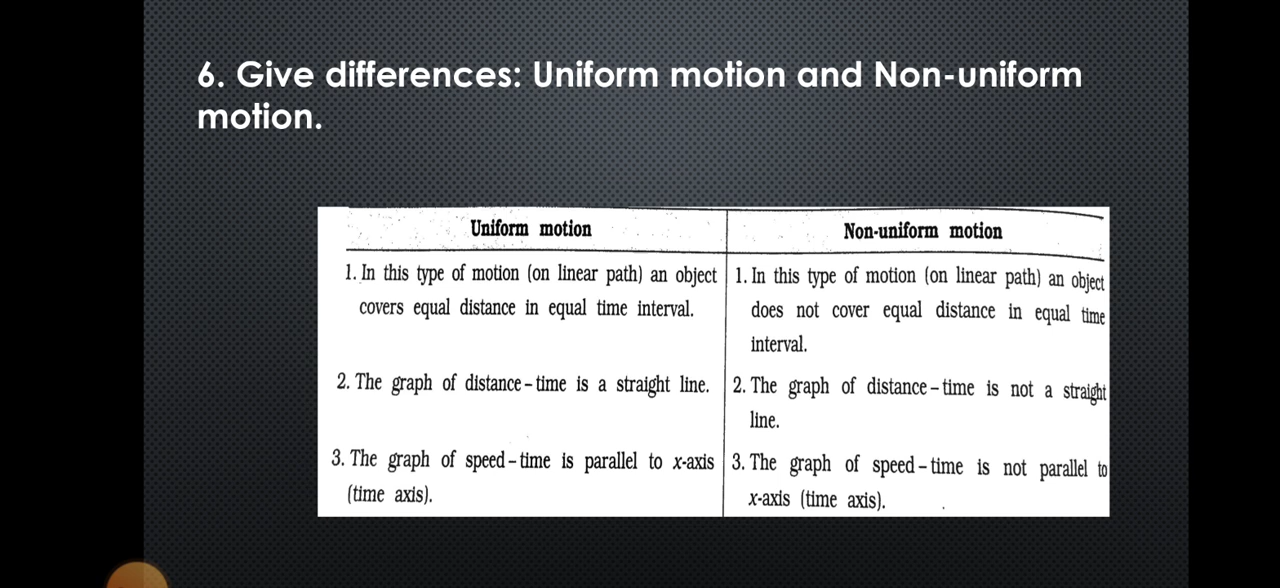 6. Give differences: Uniform motion and Non-uniform
motion.
Uniform motion
1. In this type of motion (on linear path) an object
covers equal distance in equal time interval.
2. The graph of distance-time is a straight line.
3. The graph of speed-time is parallel to x-axis
(time axis).
Non-uniform motion
1. In this type of motion (on linear path) an object
does not cover equal distance in equal time
interval.
2. The graph of distance-time is not a straight
line.
3. The graph of speed-time is not parallel to
x-axis (time axis).